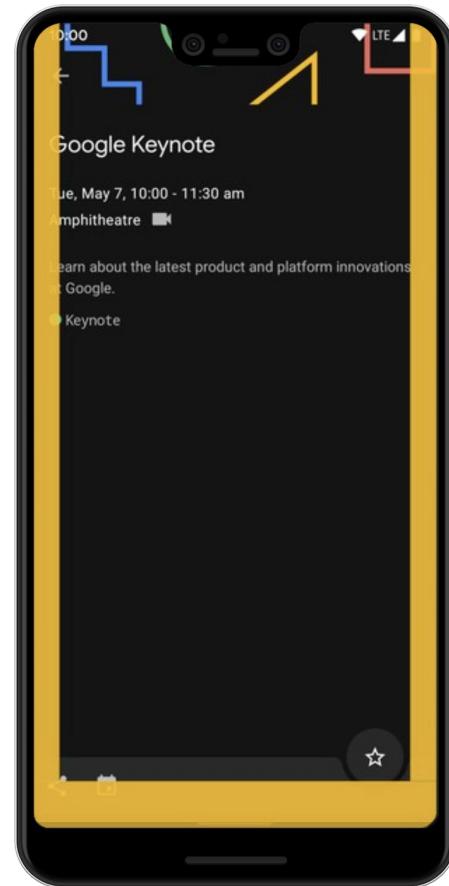 10:00 LTE
Google Keynote
Tue, May 7, 10:00 - 11:30 am
Amphitheatre
Learn about the latest product and platform innovations
at Google.
Keynote